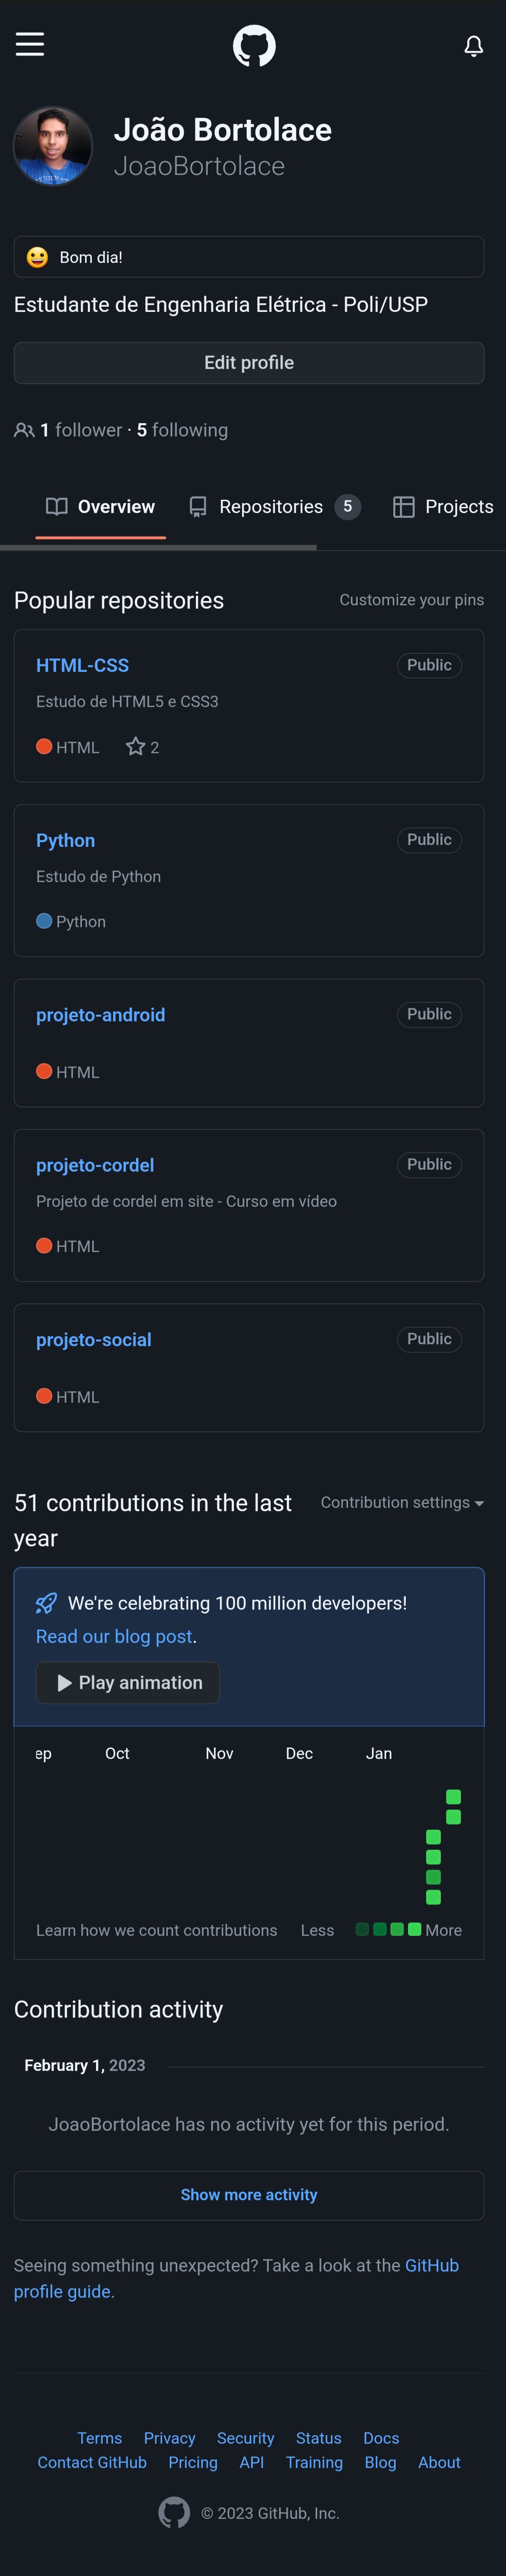 João Bortolace
JoaoBortolace
Bom dia!
Estudante de Engenharia Elétrica - Poli/USP
Edit profile
1 follower · 5 following
Overview Repositories 5 Projects
Popular repositories Customize your pins
HTML-CSS Public
Estudo de HTML5 e CSS3
HTML 2
Python Public
Estudo de Python
Python
projeto-android Public
HTML
projeto-cordel Public
Projeto de cordel em site - Curso em vídeo
HTML
projeto-social Public
HTML
51 contributions in the last Contribution settings
year
We're celebrating 100 million developers!
Read our blog post.
Play animation
ep Oct Nov Dec Jan
Learn how we count contributions Less More
Contribution activity
February 1, 2023
JoaoBortolace has no activity yet for this period.
Show more activity
Seeing something unexpected? Take a look at the GitHub
profile guide.
Terms Privacy Security Status Docs
Contact GitHub Pricing API Training Blog About
© 2023 GitHub, Inc.